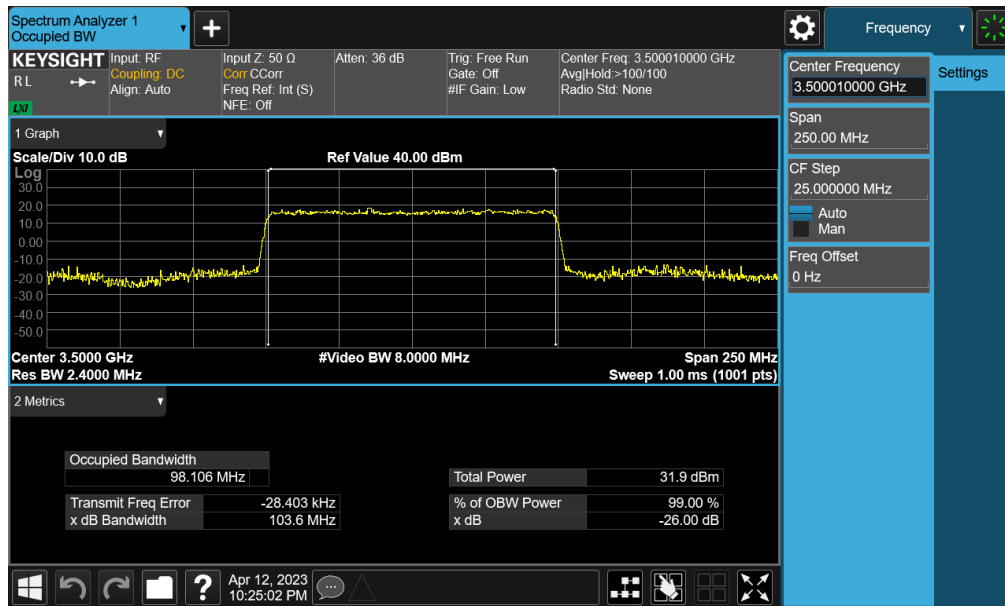 Spectrum Analyzer 1
Occupied BW
Frequency
KEYSIGHT
R L
LXI
Input: RF
Coupling: DC
Align: Auto
Input Z: 50 Ω
Corr CCorr
Freq Ref: Int (S)
NFE: Off
Atten: 36 dB
Trig: Free Run
Gate: Off
#IF Gain: Low
Center Freq: 3.500010000 GHz
Avg|Hold:>100/100
Radio Std: None
Center Frequency
3.500010000 GHz
Settings
Span
250.00 MHz
CF Step
25.000000 MHz
Auto
Man
Freq Offset
0 Hz
1 Graph
Scale/Div 10.0 dB
Ref Value 40.00 dBm
Log
30.0
20.0
10.0
0.00
-10.0
-20.0
-30.0
-40.0
-50.0
Center 3.5000 GHz
#Video BW 8.0000 MHz
Span 250 MHz
Res BW 2.4000 MHz
Sweep 1.00 ms (1001 pts)
2 Metrics
Occupied Bandwidth
98.106 MHz
Total Power 31.9 dBm
Transmit Freq Error -28.403 kHz
% of OBW Power 99.00 %
x dB Bandwidth 103.6 MHz
x dB -26.00 dB
?
Apr 12, 2023
10:25:02 PM